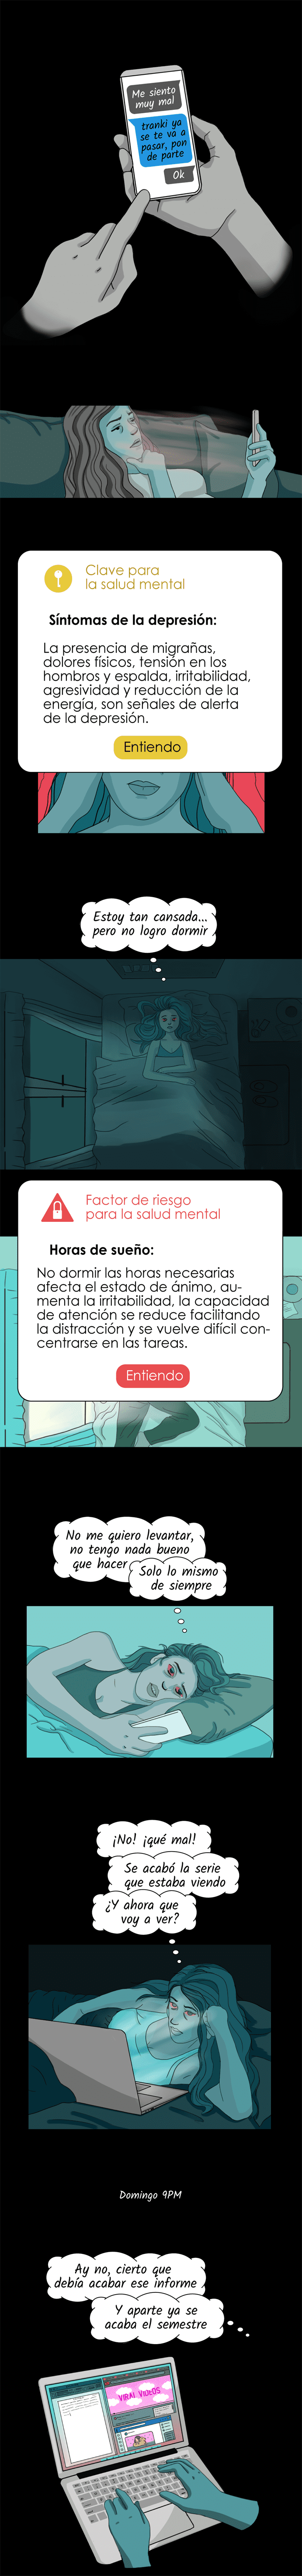 Me siento
muy mal
tranki ya
se te va a
pasar, pon
de parte
Ok
Clave para
la salud mental
Síntomas de la depresión:
La presencia de migrañas,
dolores físicos, tensión en los
hombros y espalda, irritabilidad,
agresividad y reducción de la
energía, son señales de alerta
de la depresión.
Entiendo
Estoy tan cansada...
pero no logro dormir
Factor de riesgo
para la salud mental
Horas de sueño:
No dormir las horas necesarias
afecta el estado de ánimo, au-
menta la irritabilidad, la capacidad
de atención se reduce facilitando
la distracción y se vuelve difícil con-
centrarse en las tareas.
Entiendo
No me quiero levantar,
no tengo nada bueno
que hacer
Solo lo mismo
de siempre
¡No! ¡qué mal!
Se acabó la serie
que estaba viendo
¿Y ahora que
voy a ver?
Domingo 9PM
Ay no, cierto que
debía acabar ese informe
Y aparte ya se
acaba el semestre
VIRAL VIDEOS